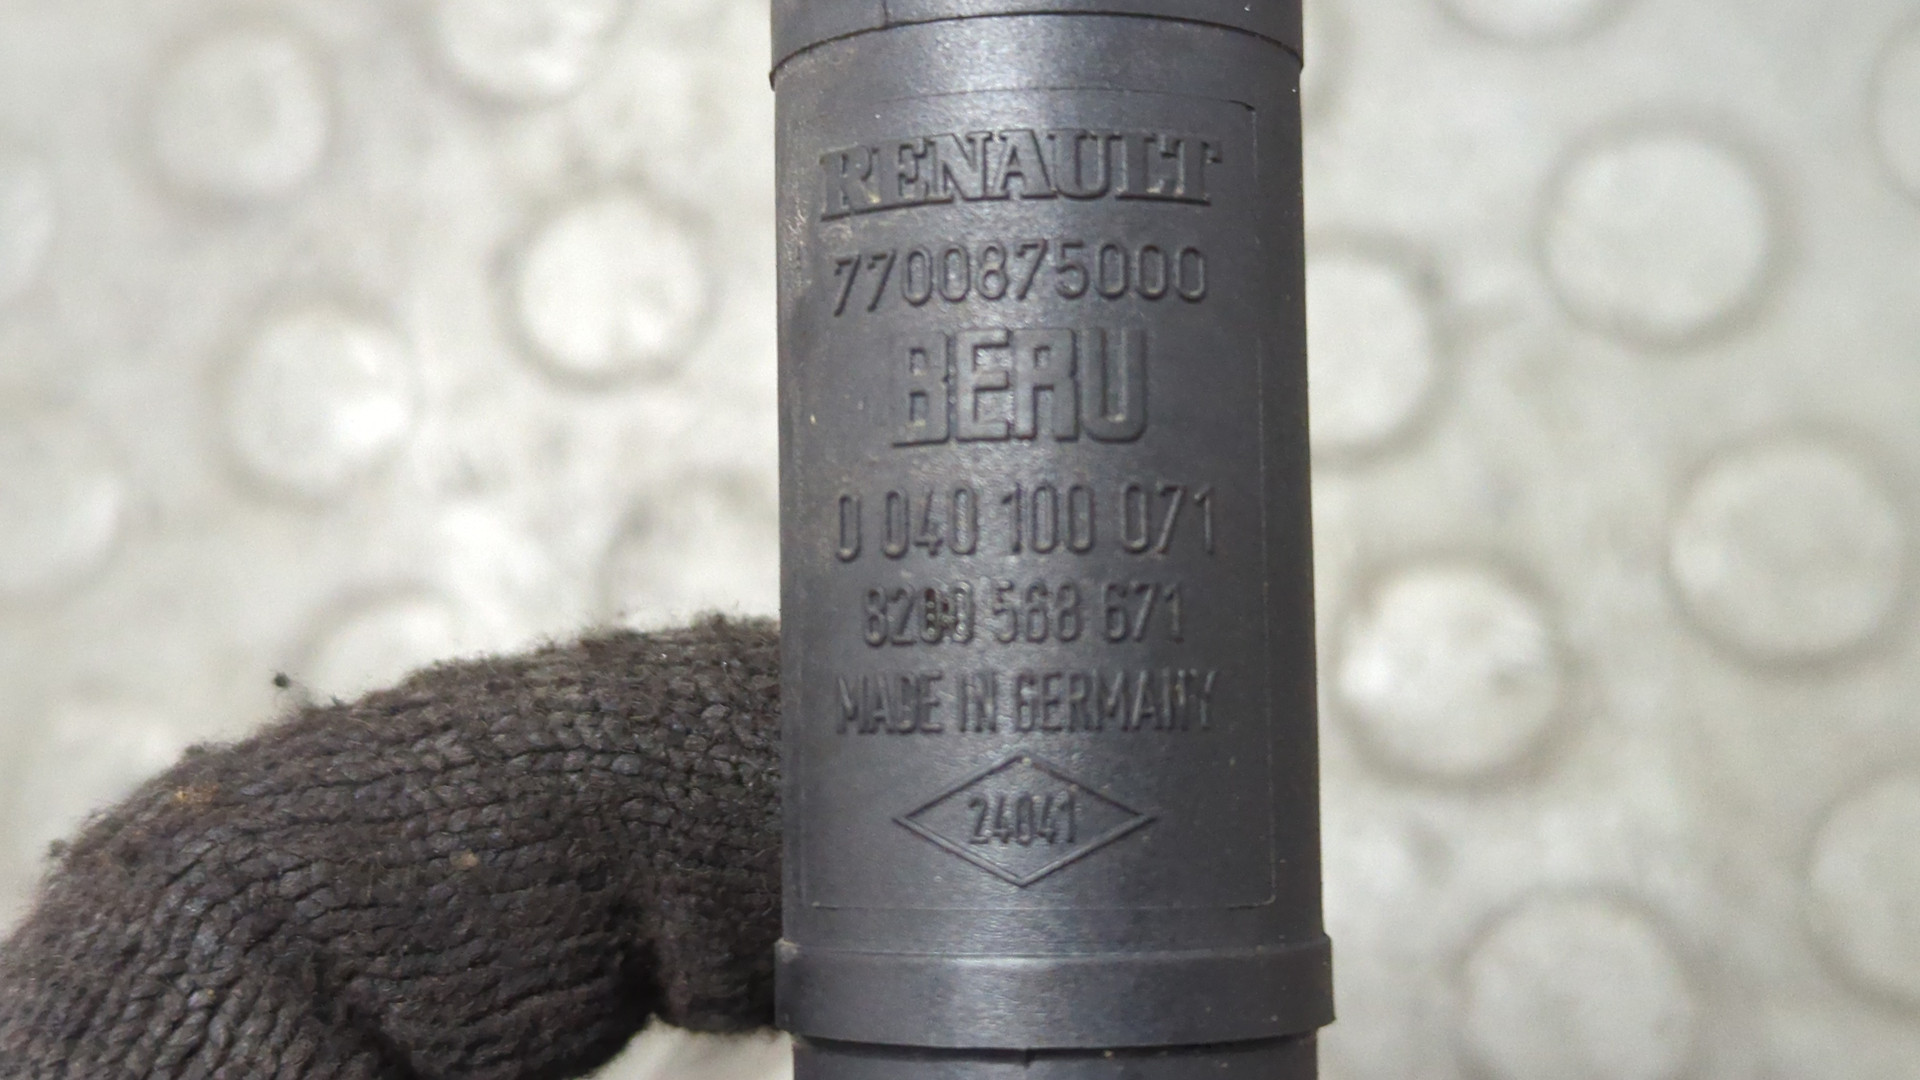 RENAULT
7700875000
BERU
0 040 100 071
8200 568 671
MADE IN GERMANY
24041